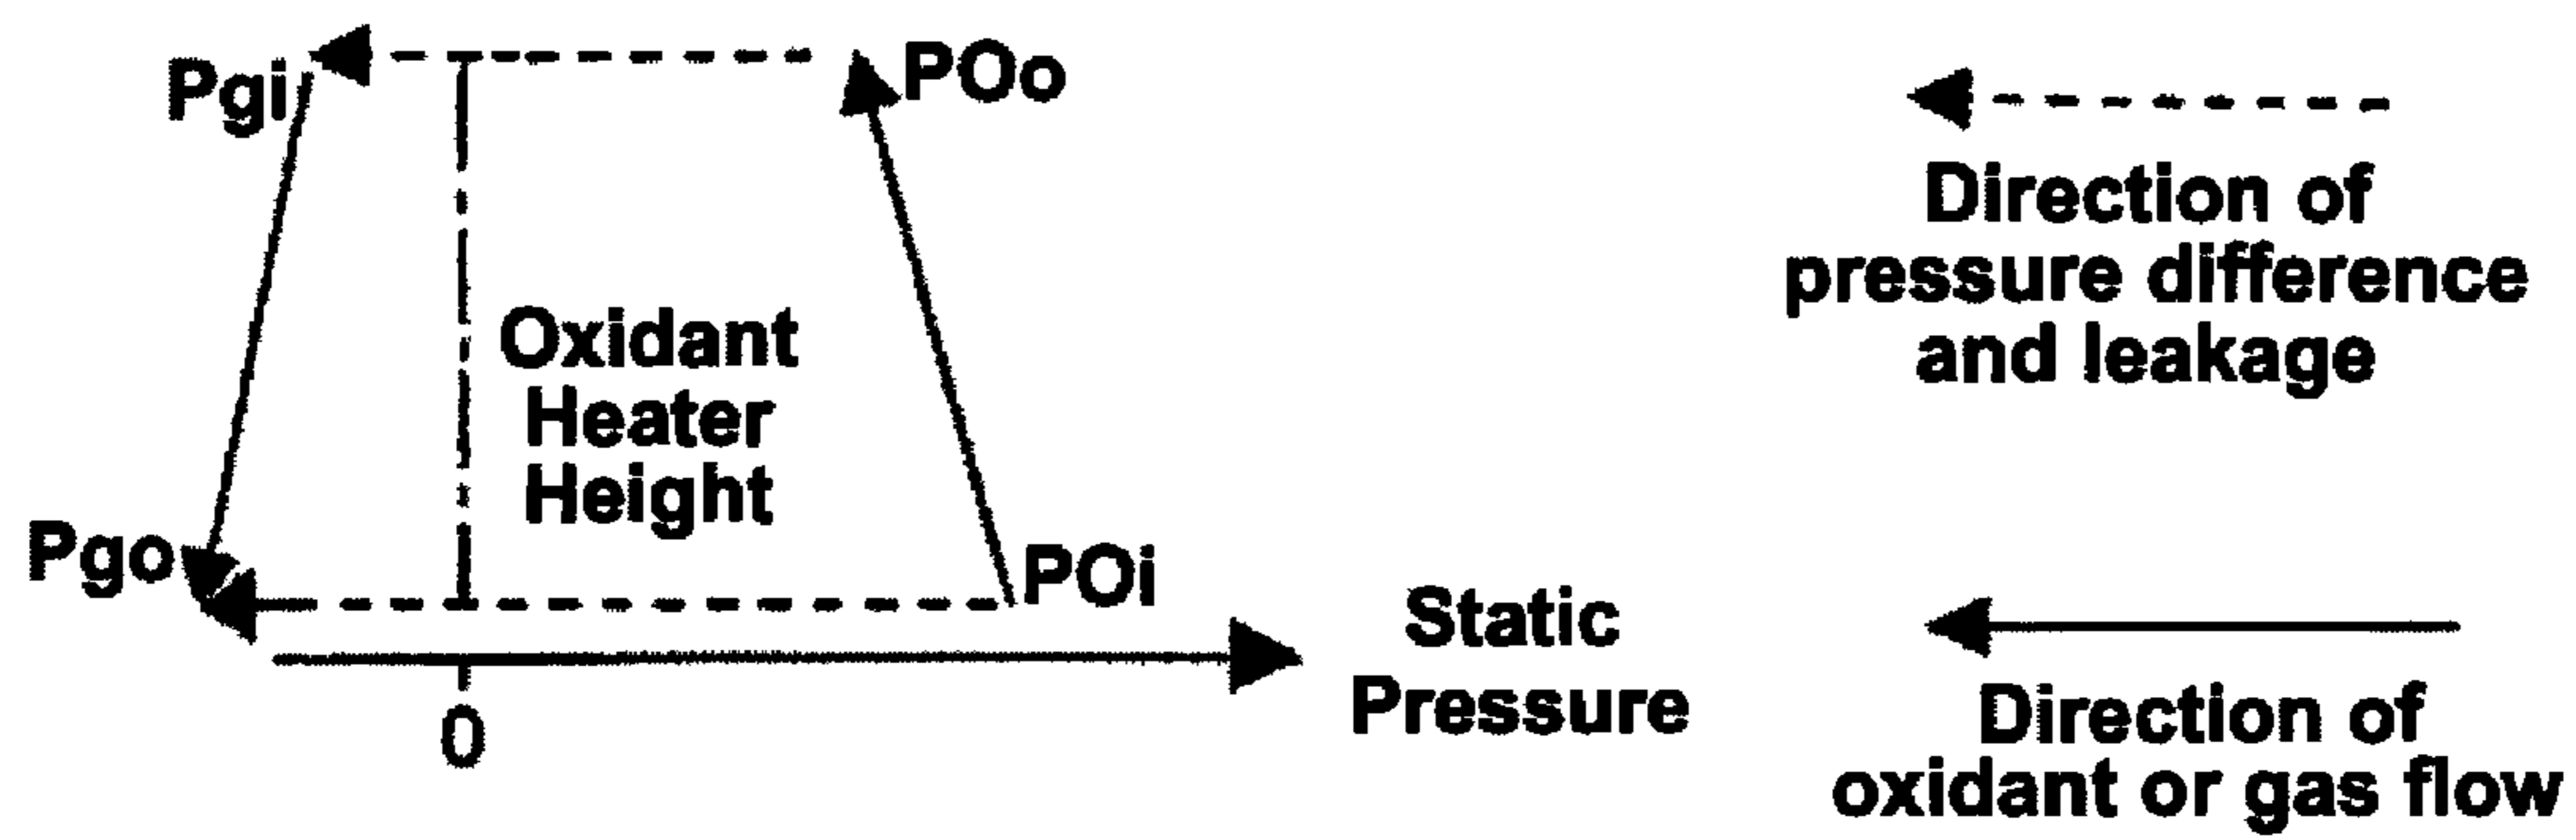 Pgi
POo
Direction of
pressure difference
and leakage
Oxidant
Heater
Height
Pgo
POi
Static
Pressure
0
Direction of
oxidant or gas flow